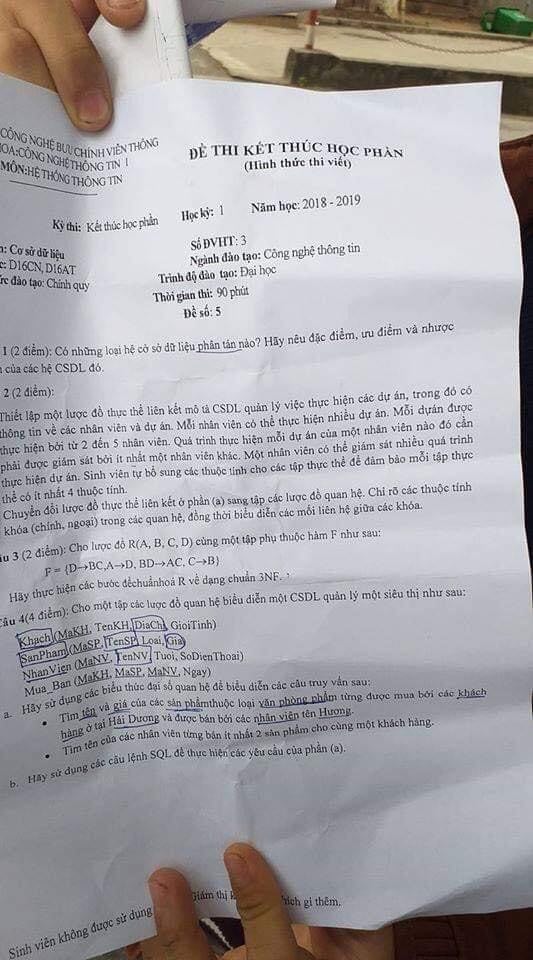 CÔNG NGHỆ BƯU CHÍNH VIỄN THÔNG
OA:CÔNG NGHỆ THÔNG TIN 1
MÔN:HỆ THỐNG THÔNG TIN
ĐỀ THI KẾT THÚC HỌC PHẦN
(Hình thức thi viết)
Kỳ thi: Kết thúc học phần Học kỳ: 1 Năm học: 2018 - 2019
: Cơ sở dữ liệu Số ĐVHT: 3
: D16CN, D16AT Ngành đào tạo: Công nghệ thông tin
đào tạo: Chính quy Trình độ đào tạo: Đại học
Thời gian thi: 90 phút
Đề số: 5
1 (2 điểm): Có những loại hệ cở sở dữ liệu phân tán nào? Hãy nêu đặc điểm, ưu điểm và nhược
của các hệ CSDL đó.
2 (2 điểm):
Thiết lập một lược đồ thực thể liên kết mô tả CSDL quản lý việc thực hiện các dự án, trong đó có
thông tin về các nhân viên và dự án. Mỗi nhân viên có thể thực hiện nhiều dự án. Mỗi dựán được
thực hiện bởi từ 2 đến 5 nhân viên. Quá trình thực hiện mỗi dự án của một nhân viên nào đó cần
phải được giám sát bởi ít nhất một nhân viên khác. Một nhân viên có thể giám sát nhiều quá trình
thực hiện dự án. Sinh viên tự bổ sung các thuộc tính cho các tập thực thể để đảm bảo mỗi tập thực
thể có ít nhất 4 thuộc tính.
Chuyển đổi lược đồ thực thể liên kết ở phần (a) sang tập các lược đồ quan hệ. Chỉ rõ các thuộc tính
khóa (chính, ngoại) trong các quan hệ, đồng thời biểu diễn các mối liên hệ giữa các khóa.
3 (2 điểm): Cho lược đồ R(A, B, C, D) cùng một tập phụ thuộc hàm F như sau:
F = {D→BC,A→D, BD→AC, C→B}
Hãy thực hiện các bước đểchuẩnhoá R về dạng chuẩn 3NF.
Câu 4(4 điểm): Cho một tập các lược đồ quan hệ biểu diễn một CSDL quản lý một siêu thị như sau:
Khach (MaKH, TenKH, DiaChi, GioiTinh)
SanPham (MaSP, TenSP, Loai, Gia)
NhanVien (MaNV, TenNV, Tuoi, SoDienThoai)
Mua_Ban (MaKH, MaSP, MaNV, Ngay)
a. Hãy sử dụng các biểu thức đại số quan hệ để biểu diễn các câu truy vấn sau:
• Tìm tên và giá của các sản phẩmthuộc loại văn phòng phẩm từng được mua bởi các khách
hàng ở tại Hải Dương và được bán bởi các nhân viên tên Hương.
• Tìm tên của các nhân viên từng bán ít nhất 2 sản phẩm cho cùng một khách hàng.
b. Hãy sử dụng các câu lệnh SQL để thực hiện các yêu cầu của phần (a).
Sinh viên không được sử dụng Giám thị thích gì thêm.